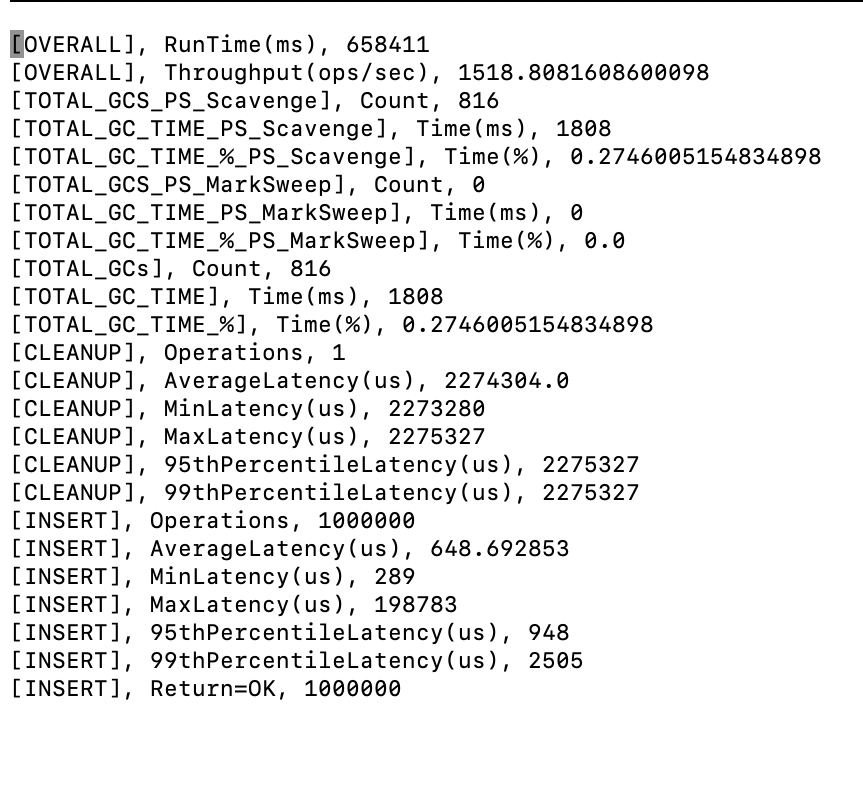 [OVERALL], RunTime(ms), 658411
[OVERALL], Throughput(ops/sec), 1518.8081608600098
[TOTAL_GCS_PS_Scavenge], Count, 816
[TOTAL_GC_TIME_PS_Scavenge], Time(ms), 1808
[TOTAL_GC_TIME_%_PS_Scavenge], Time(%), 0.2746005154834898
[TOTAL_GCS_PS_MarkSweep], Count, 0
[TOTAL_GC_TIME_PS_MarkSweep], Time(ms), 0
[TOTAL_GC_TIME_%_PS_MarkSweep], Time(%), 0.0
[TOTAL_GCs], Count, 816
[TOTAL_GC_TIME], Time(ms), 1808
[TOTAL_GC_TIME_%], Time(%), 0.2746005154834898
[CLEANUP], Operations, 1
[CLEANUP], AverageLatency(us), 2274304.0
[CLEANUP], MinLatency(us), 2273280
[CLEANUP], MaxLatency(us), 2275327
[CLEANUP], 95thPercentileLatency(us), 2275327
[CLEANUP], 99thPercentileLatency(us), 2275327
[INSERT], Operations, 1000000
[INSERT], AverageLatency(us), 648.692853
[INSERT], MinLatency(us), 289
[INSERT], MaxLatency(us), 198783
[INSERT], 95thPercentileLatency(us), 948
[INSERT], 99thPercentileLatency(us), 2505
[INSERT], Return=OK, 1000000